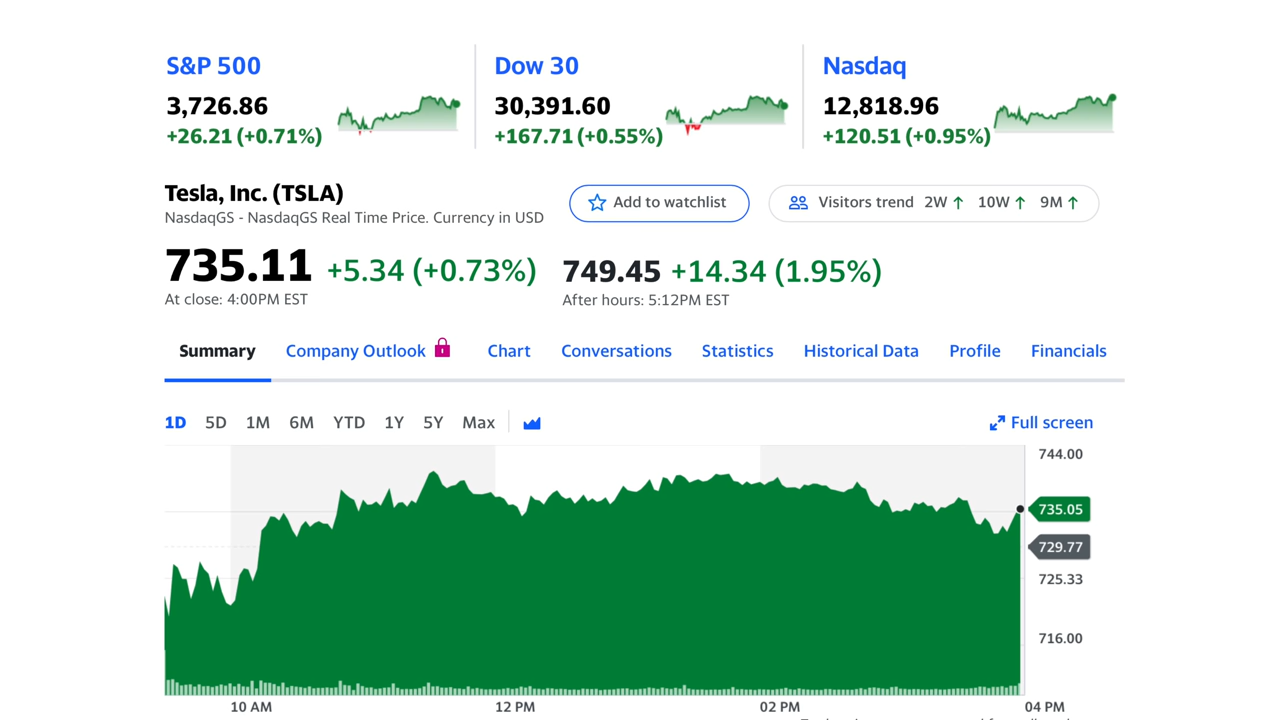 S&P 500
3,726.86
+26.21 (+0.71%)
Dow 30
30,391.60
+167.71 (+0.55%)
Nasdaq
12,818.96
+120.51 (+0.95%)
Tesla, Inc. (TSLA)
NasdaqGS - NasdaqGS Real Time Price. Currency in USD
Add to watchlist
Visitors trend 2W ↑ 10W ↑ 9M ↑
735.11 +5.34 (+0.73%)
At close: 4:00PM EST
749.45 +14.34 (1.95%)
After hours: 5:12PM EST
Summary Company Outlook Chart Conversations Statistics Historical Data Profile Financials
1D 5D 1M 6M YTD 1Y 5Y Max
Full screen
744.00
735.05
729.77
725.33
716.00
10 AM 12 PM 02 PM 04 PM